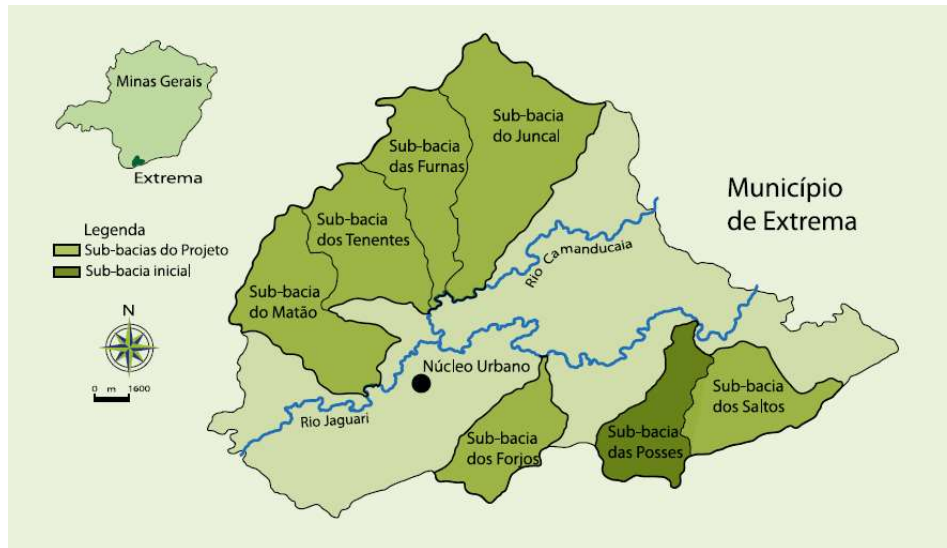 Minas Gerais
Extrema
Legenda
Sub-bacias do Projeto
Sub-bacia inicial
N
0 m 1600
Município
de Extrema
Sub-bacia
do Juncal
Sub-bacia
das Furnas
Sub-bacia
dos Tenentes
Sub-bacia
do Matão
Rio Camanducaia
Núcleo Urbano
Rio Jaguari
Sub-bacia
dos Forjos
Sub-bacia
das Posses
Sub-bacia
dos Saltos